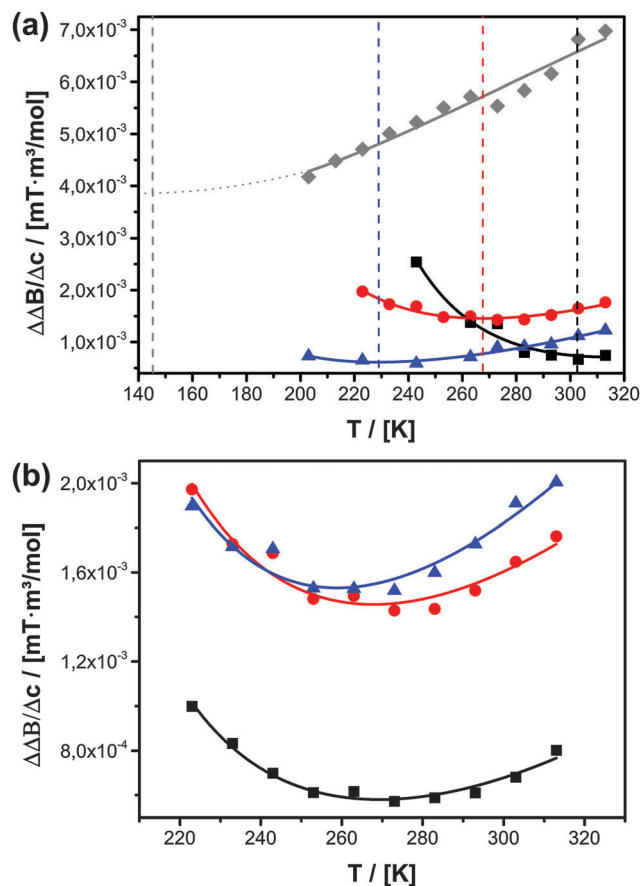 (a)
7,0x10⁻³
6,0x10⁻³
5,0x10⁻³
4,0x10⁻³
3,0x10⁻³
2,0x10⁻³
1,0x10⁻³
ΔΔB/Δc / [mT·m³/mol]
140 160 180 200 220 240 260 280 300 320
T / [K]
(b)
2,0x10⁻³
1,6x10⁻³
1,2x10⁻³
8,0x10⁻⁴
ΔΔB/Δc / [mT·m³/mol]
220 240 260 280 300 320
T / [K]